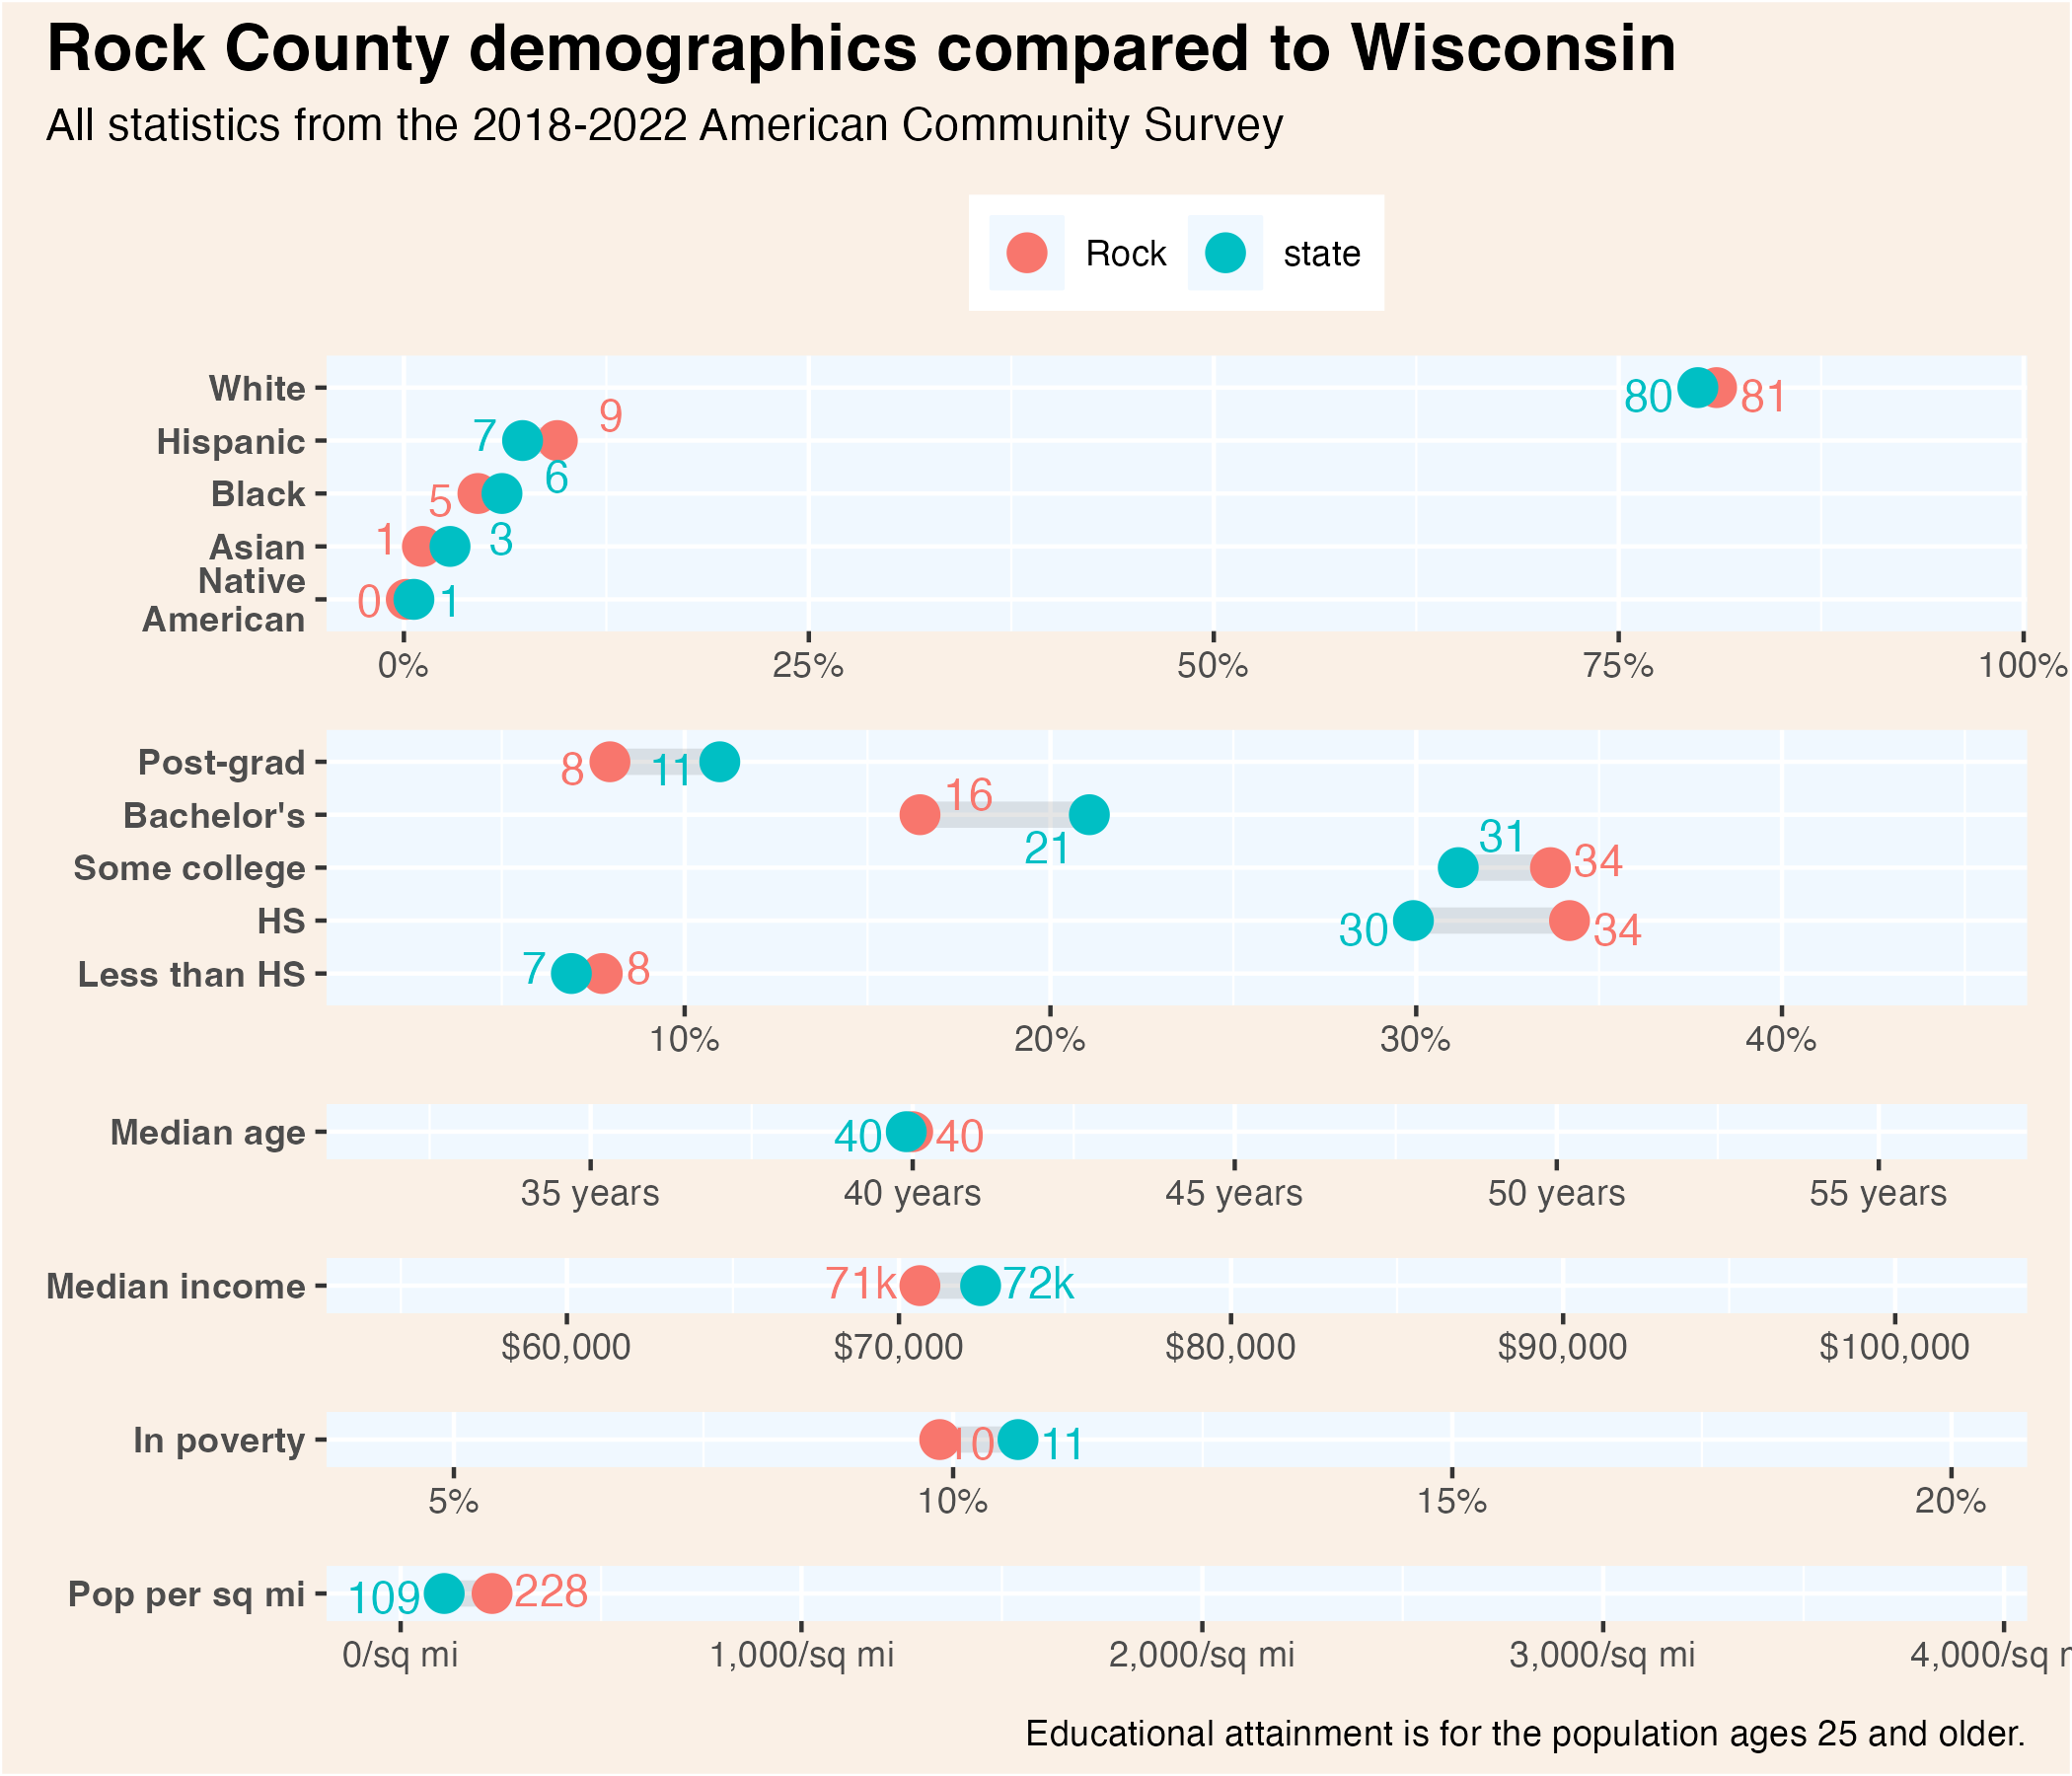 Rock County demographics compared to Wisconsin
All statistics from the 2018-2022 American Community Survey
Rock state
White 80 81
Hispanic 7 9
Black 5 6
Asian 1 3
Native
American 0 1
0% 25% 50% 75% 100%
Post-grad 8 11
Bachelor's 16 21
Some college 31 34
HS 30 34
Less than HS 7 8
10% 20% 30% 40%
Median age 40 40
35 years 40 years 45 years 50 years 55 years
Median income 71k 72k
$60,000 $70,000 $80,000 $90,000 $100,000
In poverty 10 11
5% 10% 15% 20%
Pop per sq mi 109 228
0/sq mi 1,000/sq mi 2,000/sq mi 3,000/sq mi 4,000/sq
Educational attainment is for the population ages 25 and older.